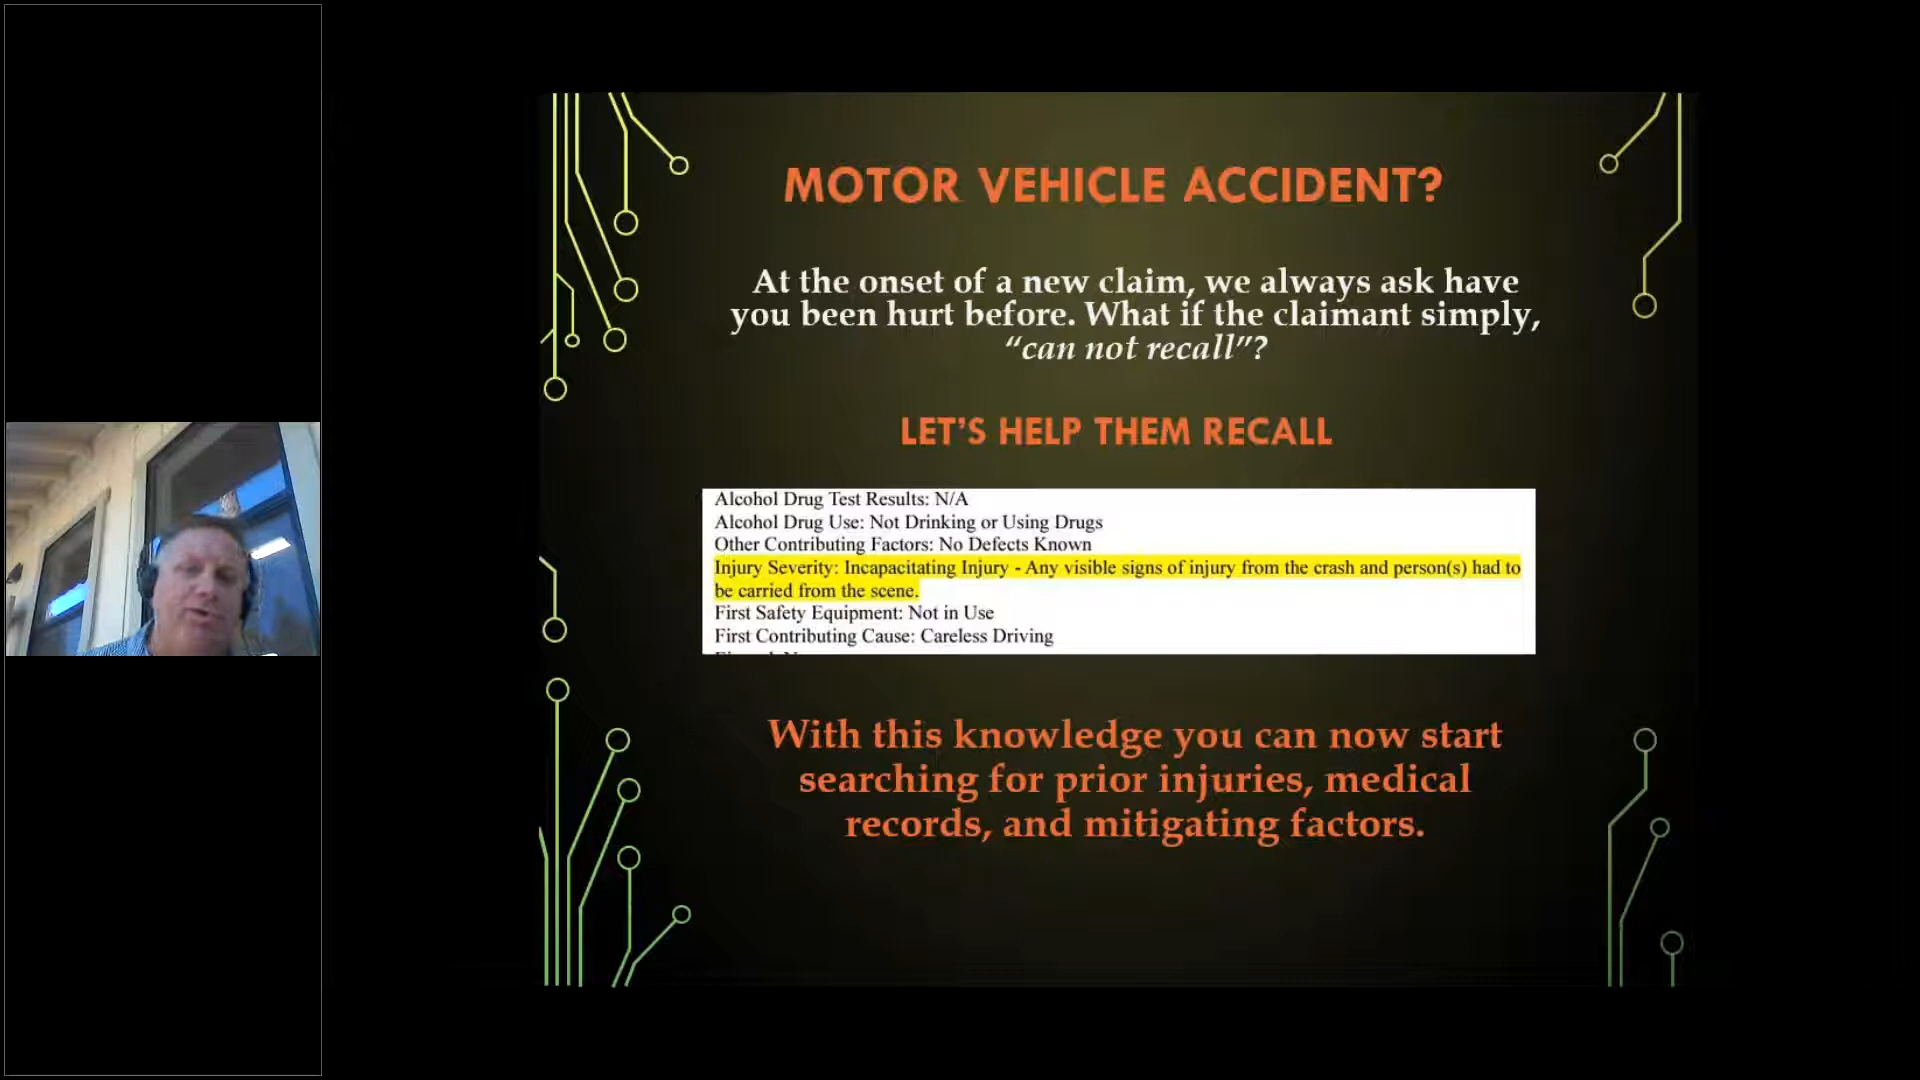 MOTOR VEHICLE ACCIDENT?
At the onset of a new claim, we always ask have
you been hurt before. What if the claimant simply,
“can not recall”?
LET’S HELP THEM RECALL
Alcohol Drug Test Results: N/A
Alcohol Drug Use: Not Drinking or Using Drugs
Other Contributing Factors: No Defects Known
Injury Severity: Incapacitating Injury - Any visible signs of injury from the crash and person(s) had to
be carried from the scene.
First Safety Equipment: Not in Use
First Contributing Cause: Careless Driving
With this knowledge you can now start
searching for prior injuries, medical
records, and mitigating factors.